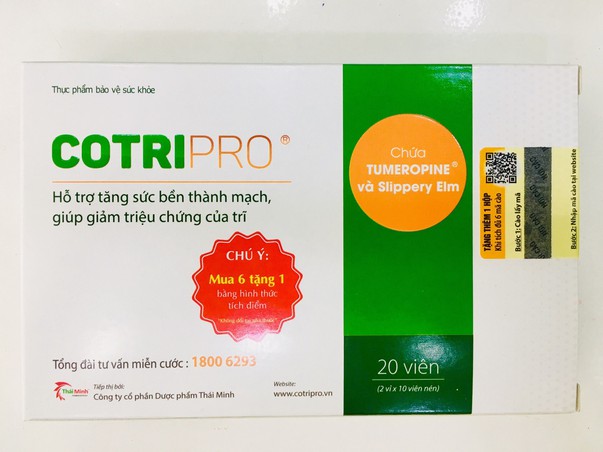 Thực phẩm bảo vệ sức khỏe
COTRIPRO®
Hỗ trợ tăng sức bền thành mạch,
giúp giảm triệu chứng của trĩ
Chứa
TUMEROPINE®
và Slippery Elm
CHÚ Ý:
Mua 6 tặng 1
bằng hình thức
tích điểm
TẶNG THÊM 1 HỘP
Khi tích đủ 6 mã cào
Bước 1: Cào lấy mã
Bước 2: Nhập mã cào tại website
Tổng đài tư vấn miễn cước : 1800 6293
20 viên
(2 vỉ x 10 viên nén)
Thái Minh
Tiếp thị bởi:
Công ty cổ phần Dược phẩm Thái Minh
Website:
www.cotripro.vn